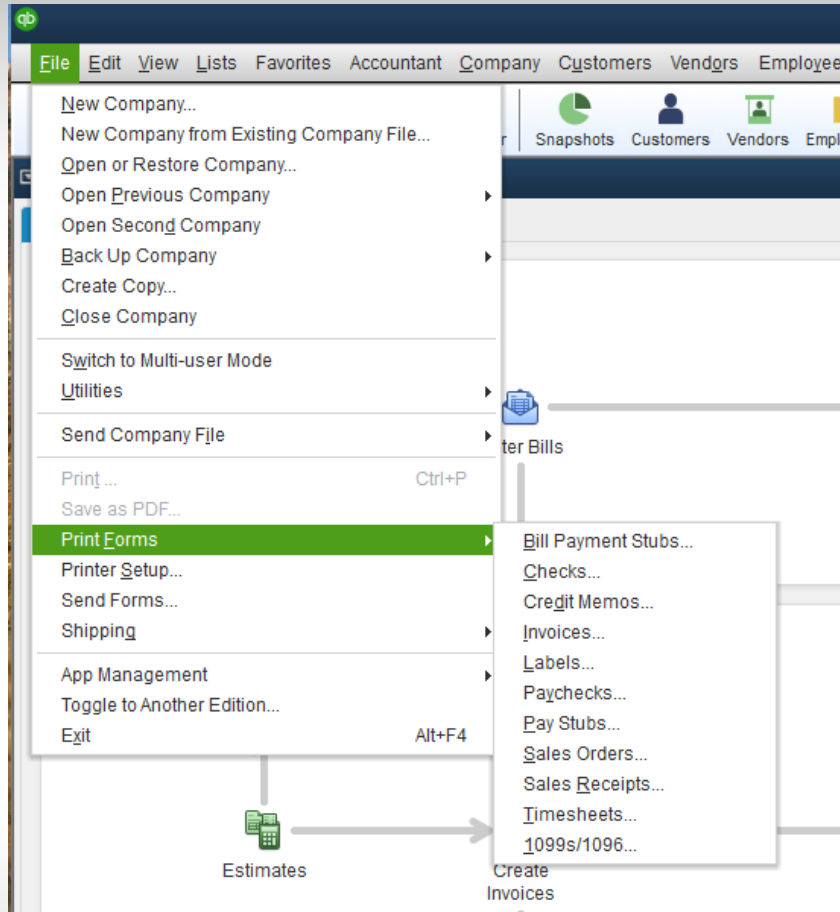 qb
File Edit View Lists Favorites Accountant Company Customers Vendors
New Company...
New Company from Existing Company File...
Open or Restore Company...
Open Previous Company
Open Second Company
Back Up Company
Create Copy...
Close Company
Switch to Multi-user Mode
Utilities
Send Company File
Print ... Ctrl+P
Save as PDF...
Print Forms
Printer Setup...
Send Forms...
Shipping
App Management
Toggle to Another Edition...
Exit Alt+F4
Snapshots Customers Vendors
Bills
Bill Payment Stubs...
Checks...
Credit Memos...
Invoices...
Labels...
Paychecks...
Pay Stubs...
Sales Orders...
Sales Receipts...
Timesheets...
1099s/1096...
Estimates
Create
Invoices